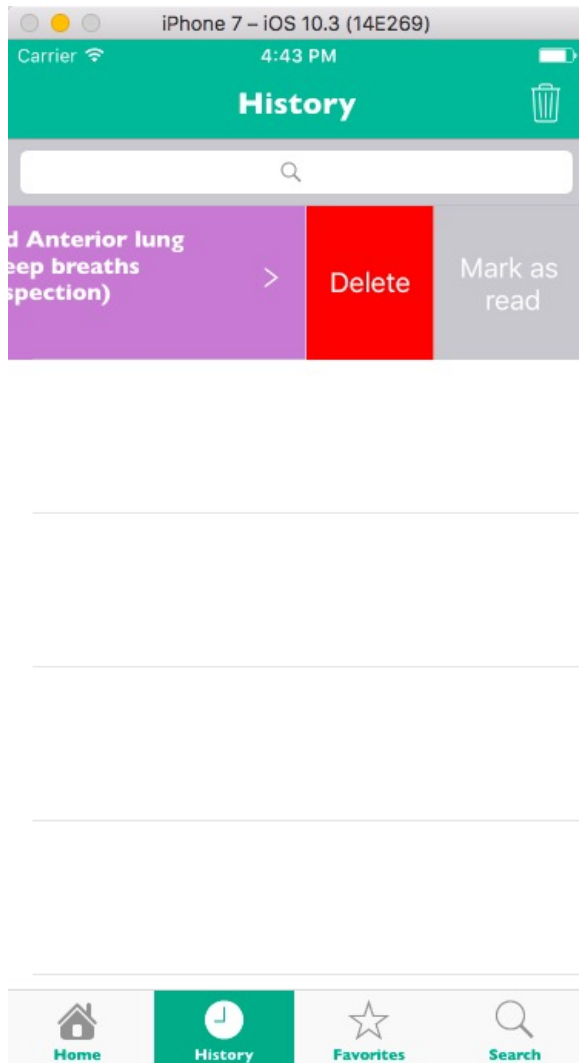 iPhone 7 – iOS 10.3 (14E269)
Carrier 4:43 PM
History
d Anterior lung
eep breaths
spection)
Delete
Mark as
read
Home History Favorites Search